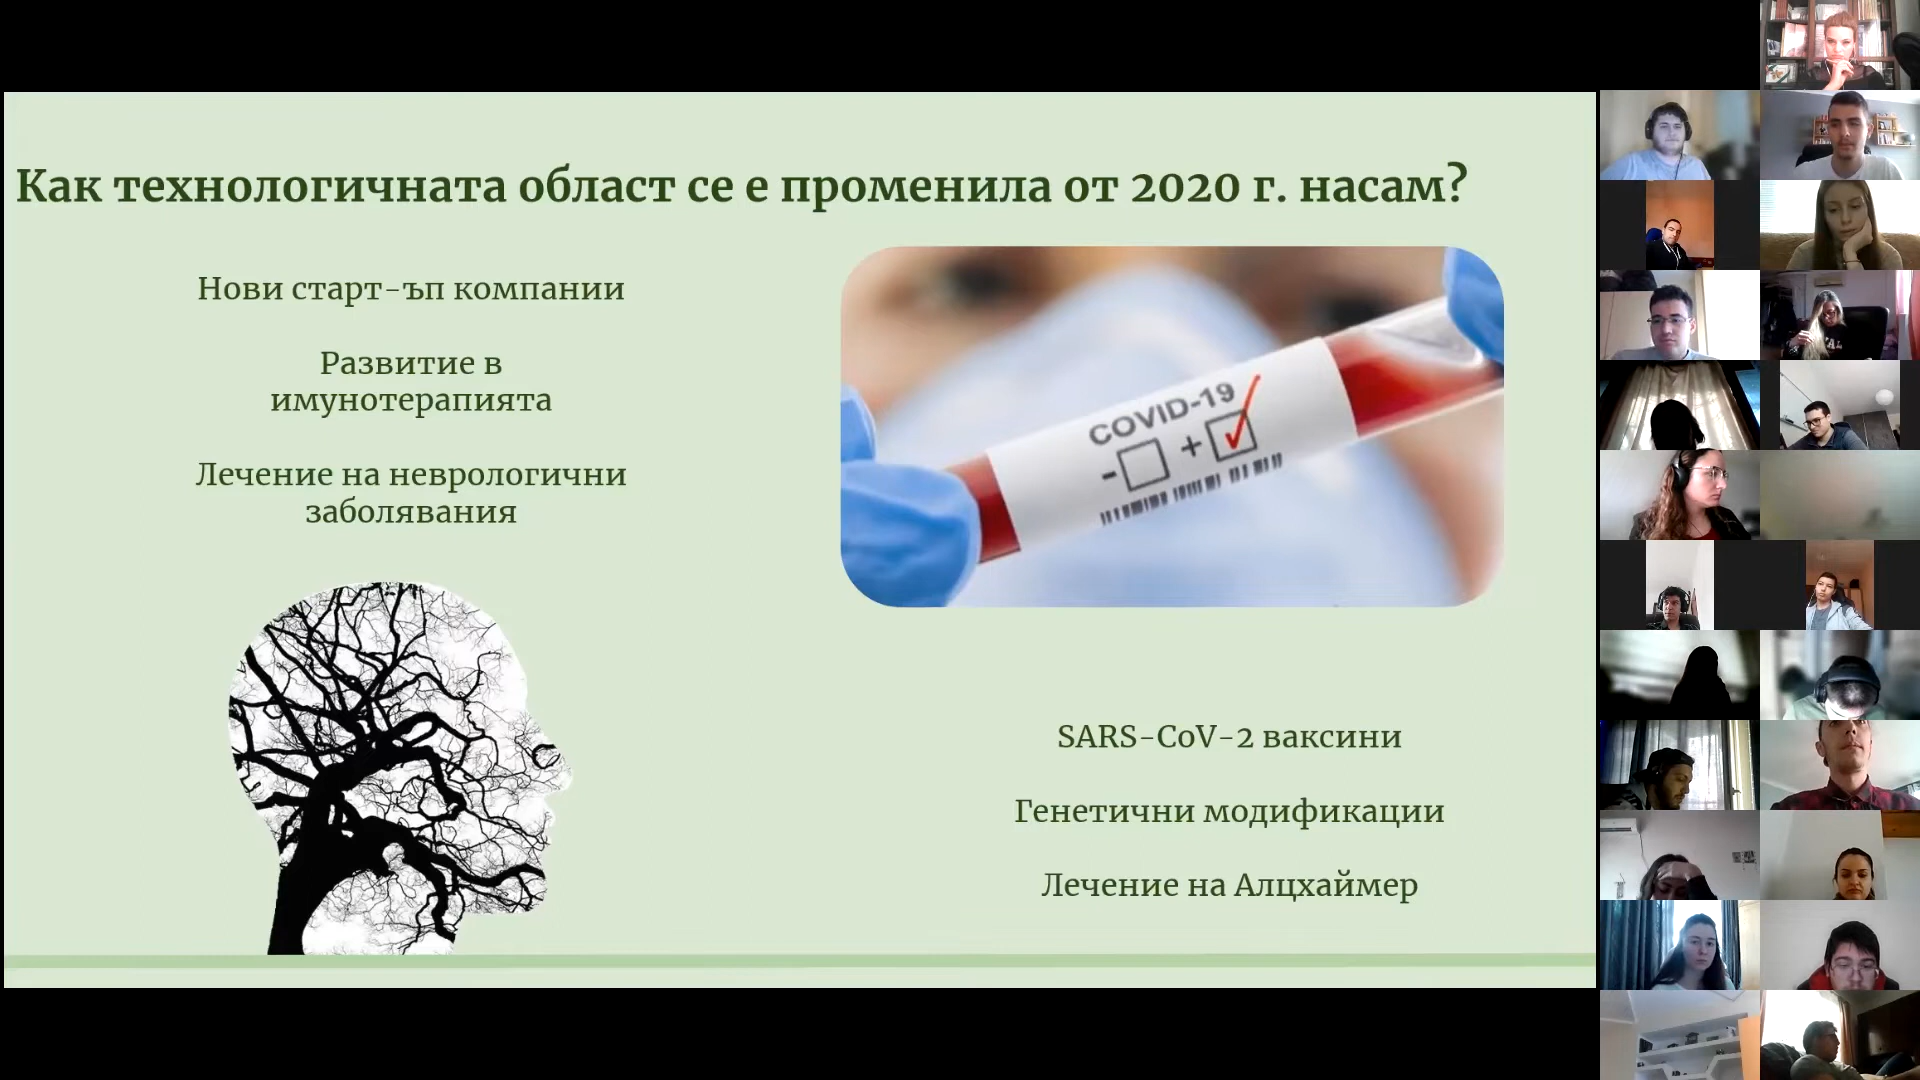 Как технологичната област се е променила от 2020 г. насам?
Нови старт-ъп компании
Развитие в
имунотерапията
Лечение на неврологични
заболявания
COVID-19
- +
SARS-CoV-2 ваксини
Генетични модификации
Лечение на Алцхаймер